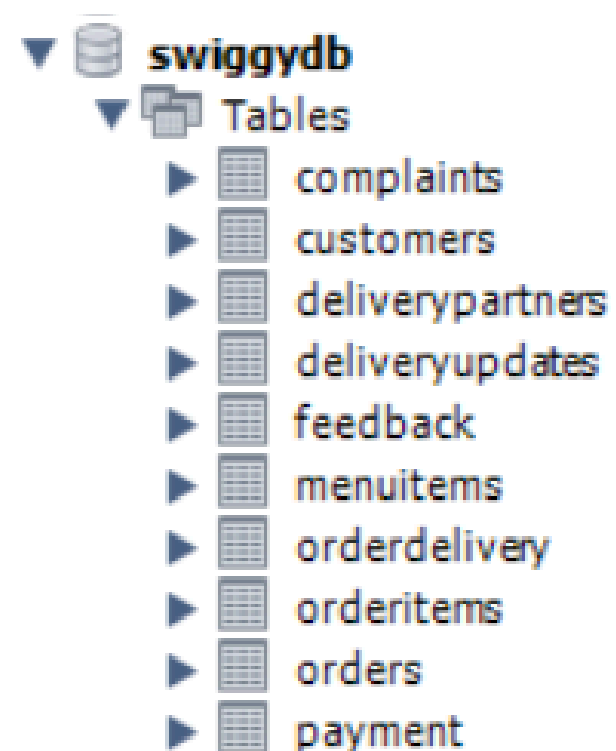 swiggydb
Tables
complaints
customers
deliverypartners
deliveryupdates
feedback
menuitems
orderdelivery
orderitems
orders
payment